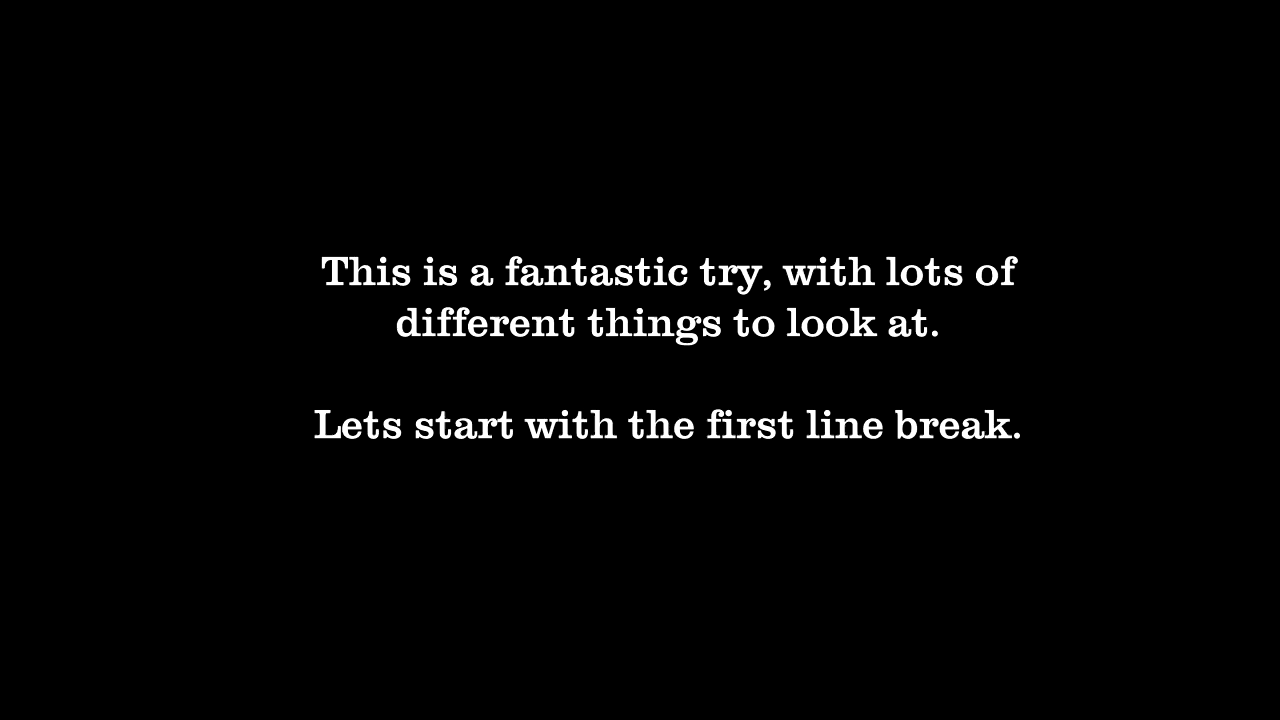 This is a fantastic try, with lots of
different things to look at.
Lets start with the first line break.